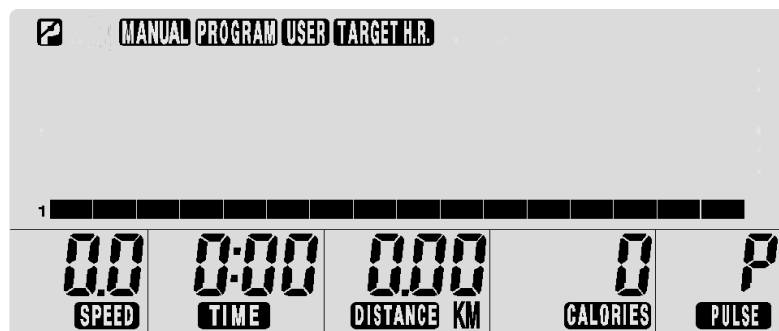 P MANUAL PROGRAM USER TARGET H.R.
1
0.0 0:00 0.00 0 P
SPEED TIME DISTANCE KM CALORIES PULSE